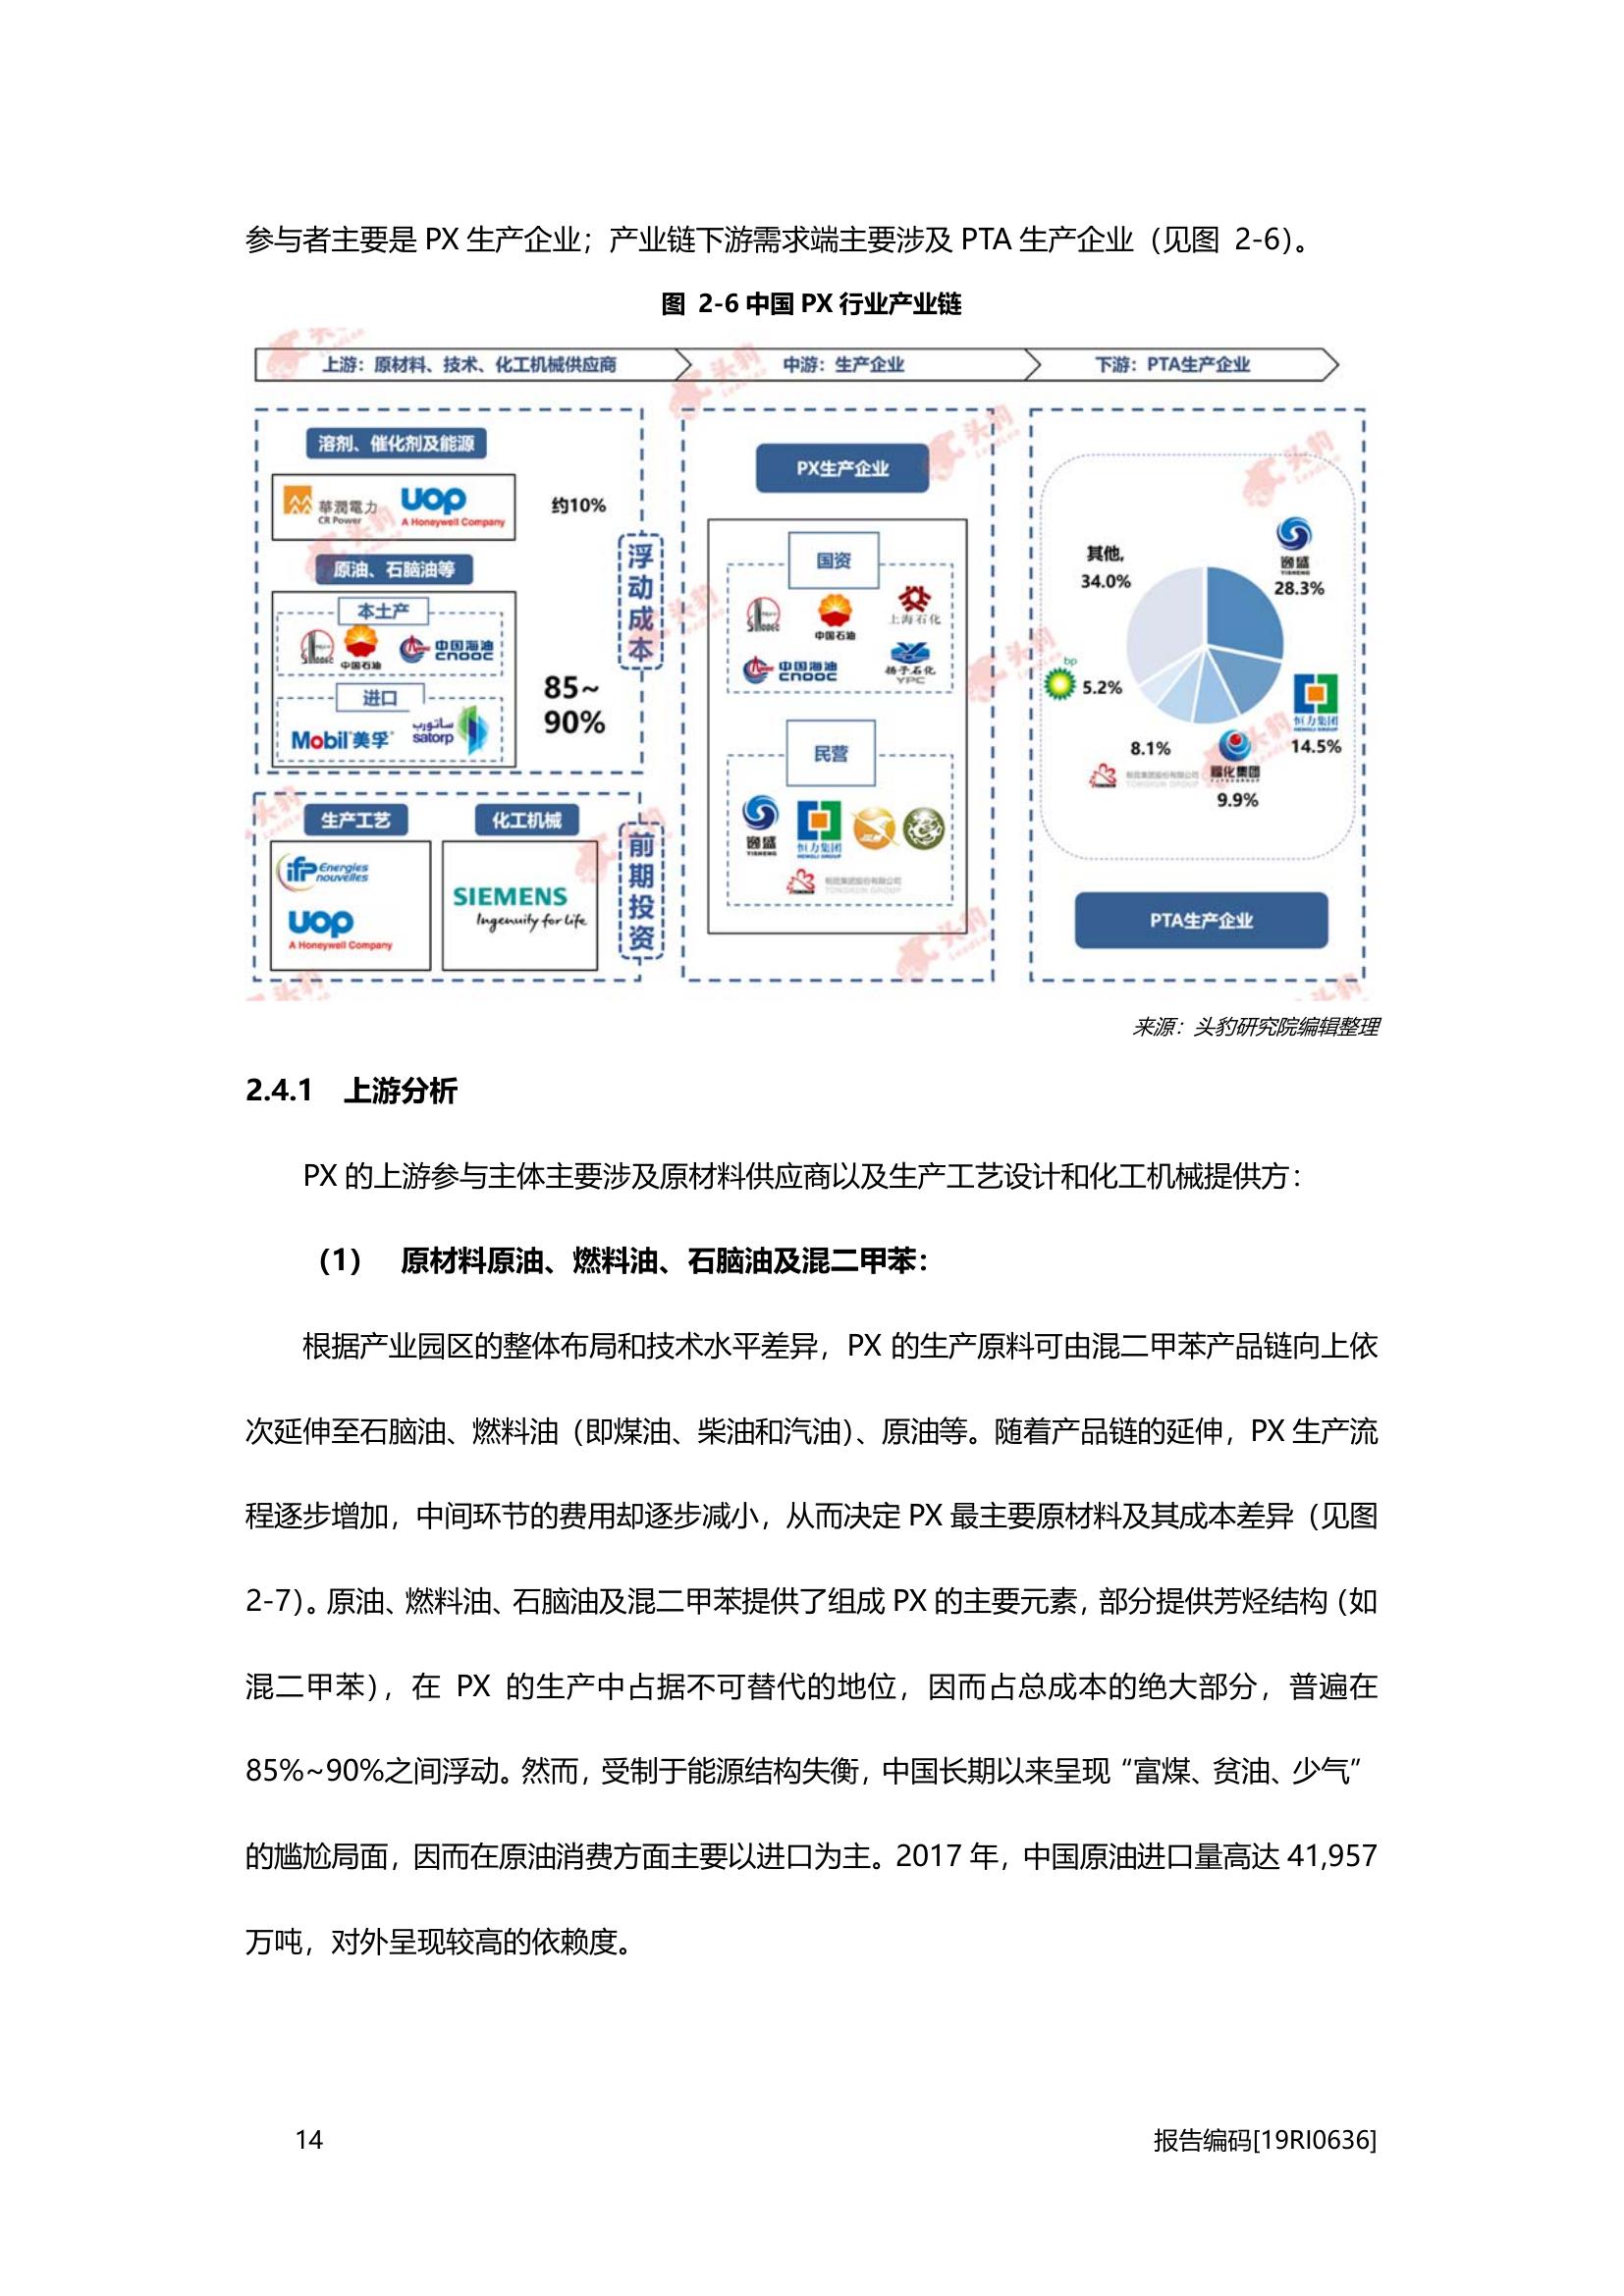 参与者主要是 PX 生产企业；产业链下游需求端主要涉及 PTA 生产企业（见图 2-6）。
图 2-6 中国 PX 行业产业链
上游：原材料、技术、化工机械供应商
中游：生产企业
下游：PTA生产企业
溶剂、催化剂及能源
華潤電力
CR Power
uop
A Honeywell Company
约10%
原油、石脑油等
本土产
中国石油
中国海油
CNOOC
进口
Mobil 美孚
ساتورب
satorp
85~
90%
浮动成本
生产工艺
化工机械
ifp Energies
nouvelles
uop
A Honeywell Company
SIEMENS
Ingenuity for life
前期投资
PX生产企业
国资
中国石油
上海石化
中国海油
CNOOC
扬子石化
YPC
民营
逸盛
YISHENG
恒力集团
HENGLI GROUP
TONGKUN GROUP
其他,
34.0%
逸盛
YISHENG
28.3%
bp
5.2%
恒力集团
14.5%
8.1%
TONGKUN GROUP
福化集团
9.9%
PTA生产企业
头豹
LeadLeo
来源：头豹研究院编辑整理
2.4.1 上游分析
PX 的上游参与主体主要涉及原材料供应商以及生产工艺设计和化工机械提供方：
（1） 原材料原油、燃料油、石脑油及混二甲苯：
根据产业园区的整体布局和技术水平差异，PX 的生产原料可由混二甲苯产品链向上依
次延伸至石脑油、燃料油（即煤油、柴油和汽油）、原油等。随着产品链的延伸，PX 生产流
程逐步增加，中间环节的费用却逐步减小，从而决定 PX 最主要原材料及其成本差异（见图
2-7）。原油、燃料油、石脑油及混二甲苯提供了组成 PX 的主要元素，部分提供芳烃结构（如
混二甲苯），在 PX 的生产中占据不可替代的地位，因而占总成本的绝大部分，普遍在
85%~90%之间浮动。然而，受制于能源结构失衡，中国长期以来呈现“富煤、贫油、少气”
的尴尬局面，因而在原油消费方面主要以进口为主。2017 年，中国原油进口量高达 41,957
万吨，对外呈现较高的依赖度。
14
报告编码[19RI0636]